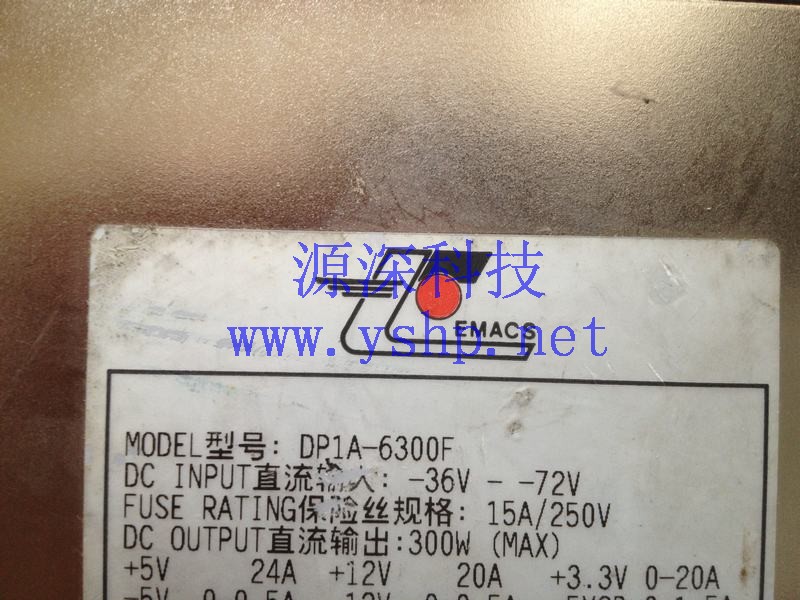 源深科技
EMACS
www.yshp.net
MODEL型号: DP1A-6300F
DC INPUT直流输入: -36V - -72V
FUSE RATING保险丝规格: 15A/250V
DC OUTPUT直流输出:300W (MAX)
+5V 24A +12V 20A +3.3V 0-20A